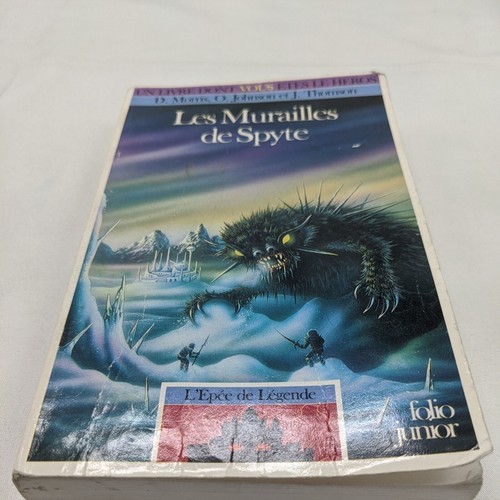 UN LIVRE DONT VOUS ÊTES LE HÉROS
D. Morris, O. Johnson et J. Thomson
Les Murailles
de Spyte
L'Épée de Légende
folio
junior